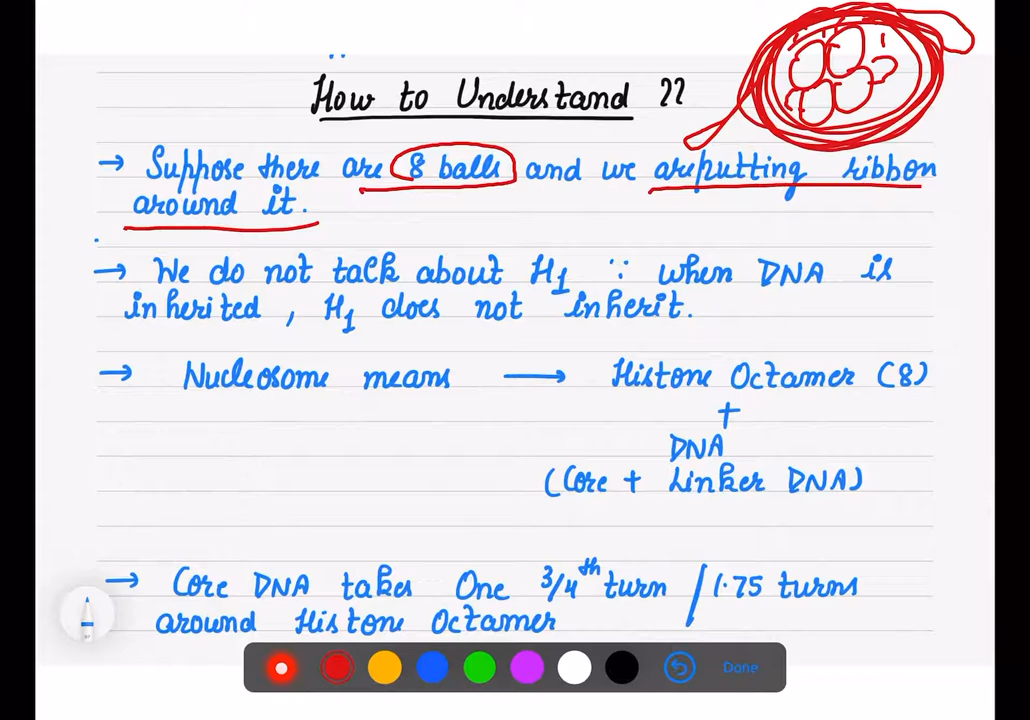 How to Understand ??
→ Suppose there are 8 balls and we are putting ribbon
around it.
→ We do not talk about H1 ∵ when DNA is
inherited, H1 does not inherit.
→ Nucleosome means → Histone Octamer (8)
+
DNA
(Core + Linker DNA)
→ Core DNA takes One 3/4th turn / 1.75 turns
around Histone Octamer
Done